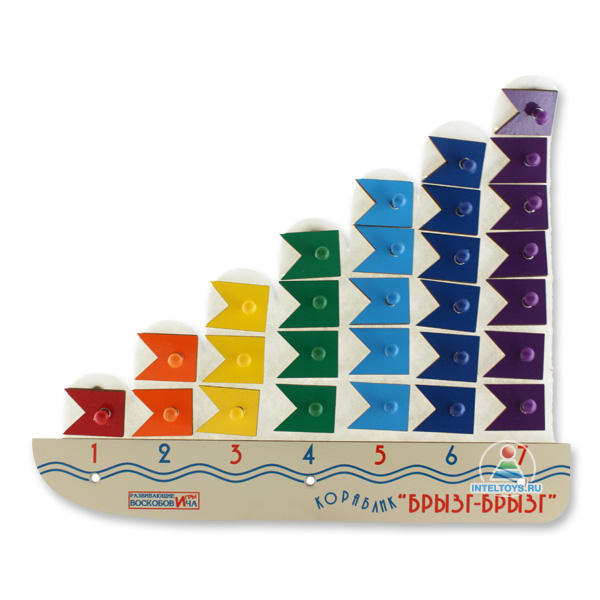 1 2 3 4 5 6 7
INTELTOYS.RU
РАЗВИВАЮЩИЕ ИГРЫ
ВОСКОБОВИЧА
КОРАБЛИК "БРЫЗГ-БРЫЗГ"